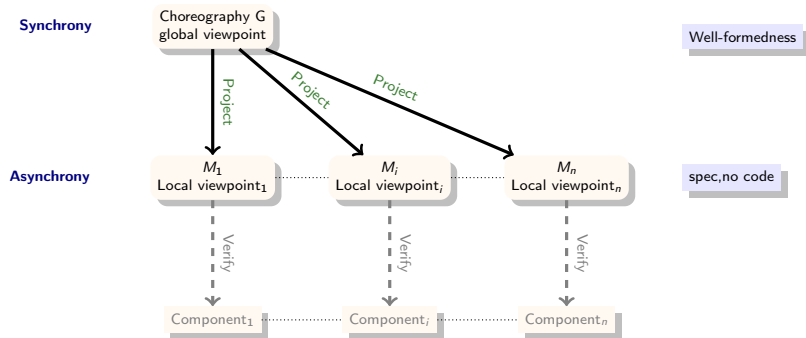 Synchrony
Choreography G
global viewpoint
Well-formedness
Project
Project
Project
Asynchrony
M₁
Local viewpoint₁
Mᵢ
Local viewpointᵢ
Mₙ
Local viewpointₙ
spec,no code
Verify
Verify
Verify
Component₁
Componentᵢ
Componentₙ